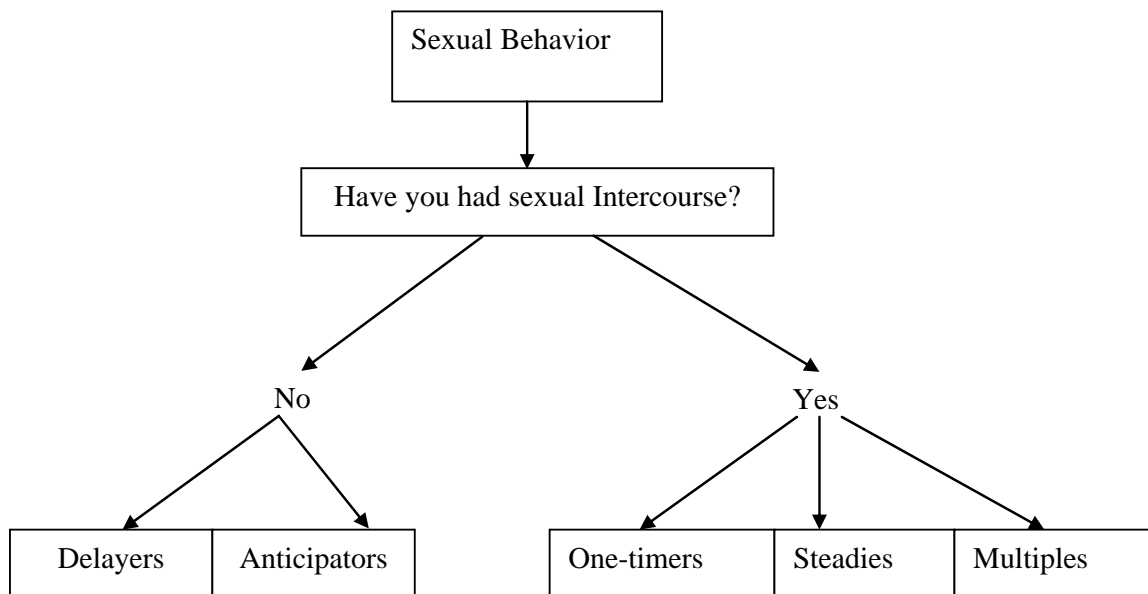 Sexual Behavior
Have you had sexual Intercourse?
No
Yes
Delayers
Anticipators
One-timers
Steadies
Multiples